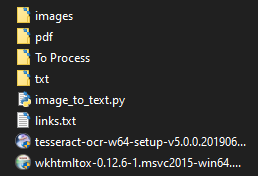 images
pdf
To Process
txt
image_to_text.py
links.txt
tesseract-ocr-w64-setup-v5.0.0.201906...
wkhtmltox-0.12.6-1.msvc2015-win64....